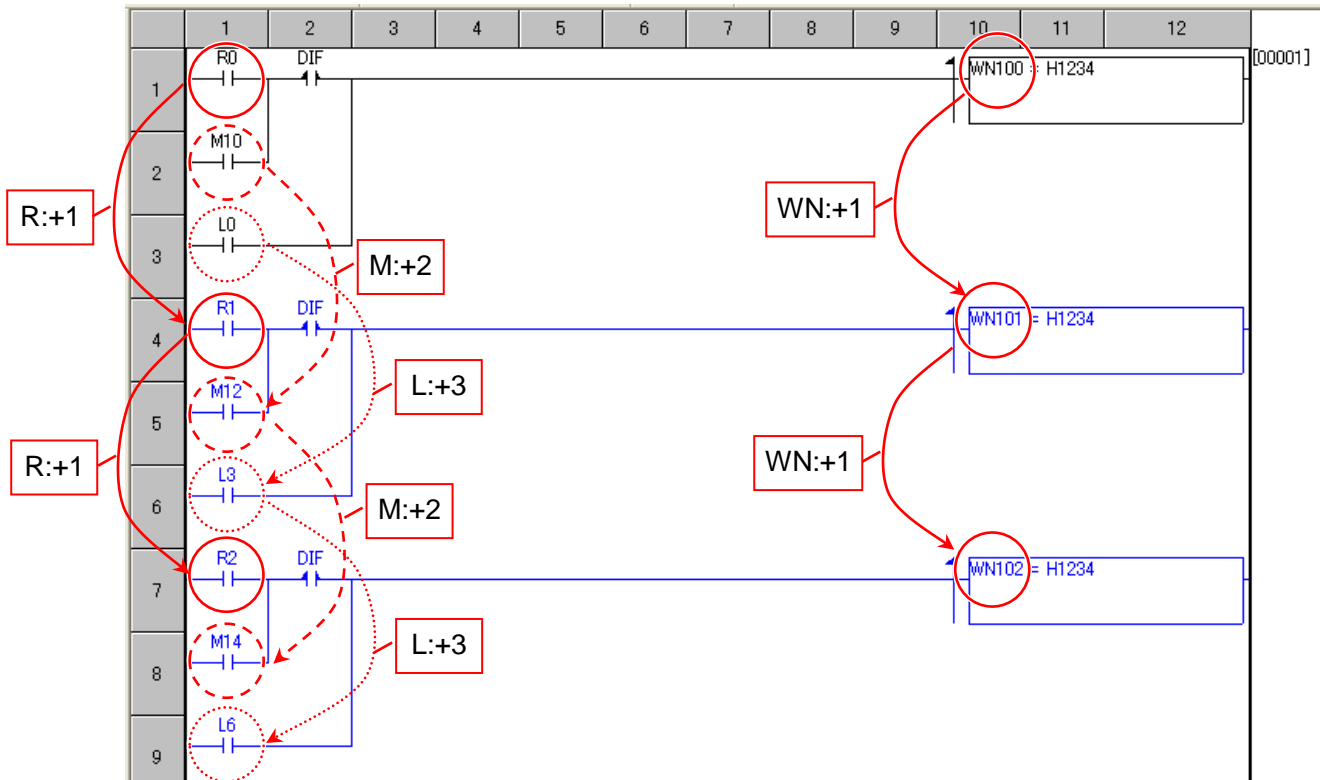 1 2 3 4 5 6 7 8 9 10 11 12
R0 DIF
WN100 = H1234
[00001]
1
M10
2
R:+1
WN:+1
L0
3
M:+2
R1 DIF
WN101 = H1234
4
L:+3
M12
5
R:+1
WN:+1
L3
6
M:+2
R2 DIF
WN102 = H1234
7
M14
L:+3
8
L6
9